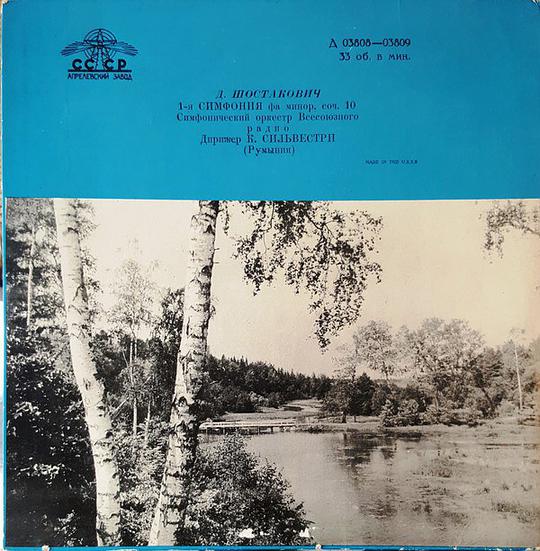 СССР
АПРЕЛЕВСКИЙ ЗАВОД
Д 03808—03809
33 об. в мин.
Д. ШОСТАКОВИЧ
1-я СИМФОНИЯ фа минор, соч. 10
Симфонический оркестр Всесоюзного
радио
Дирижер К. СИЛЬВЕСТРИ
(Румыния)
MADE IN THE U.S.S.R